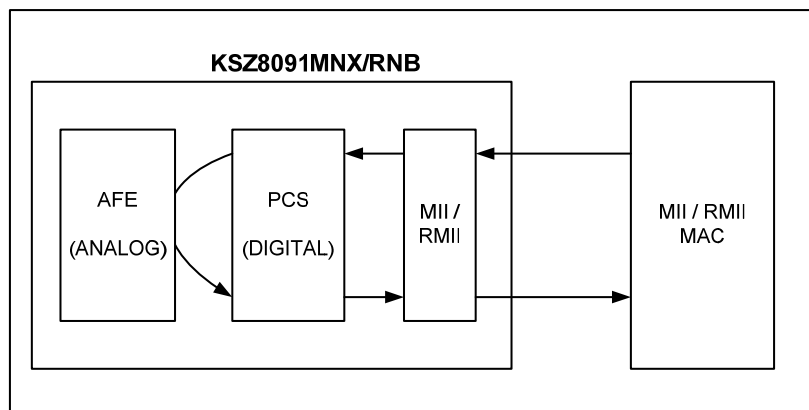 KSZ8091MNX/RNB
AFE
(ANALOG)
PCS
(DIGITAL)
MII /
RMII
MII / RMII
MAC